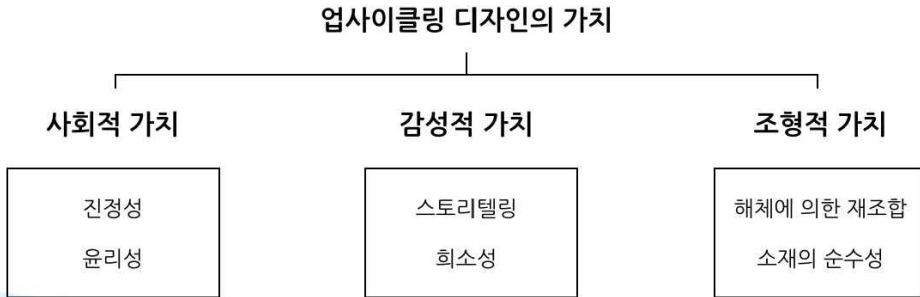 업사이클링 디자인의 가치
사회적 가치
감성적 가치
조형적 가치
진정성
윤리성
스토리텔링
희소성
해체에 의한 재조합
소재의 순수성